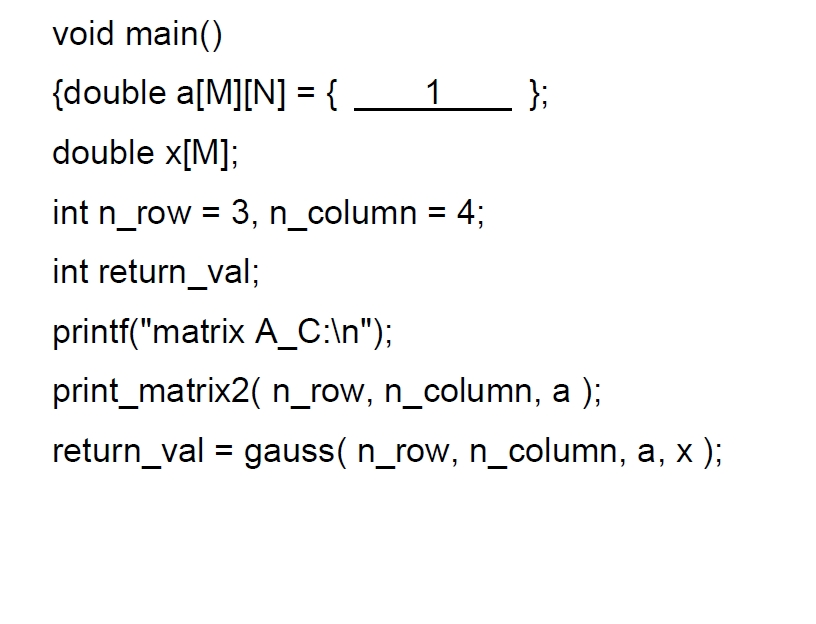 void main()
{double a[M][N] = { ____1____ };
double x[M];
int n_row = 3, n_column = 4;
int return_val;
printf("matrix A_C:\n");
print_matrix2( n_row, n_column, a );
return_val = gauss( n_row, n_column, a, x );